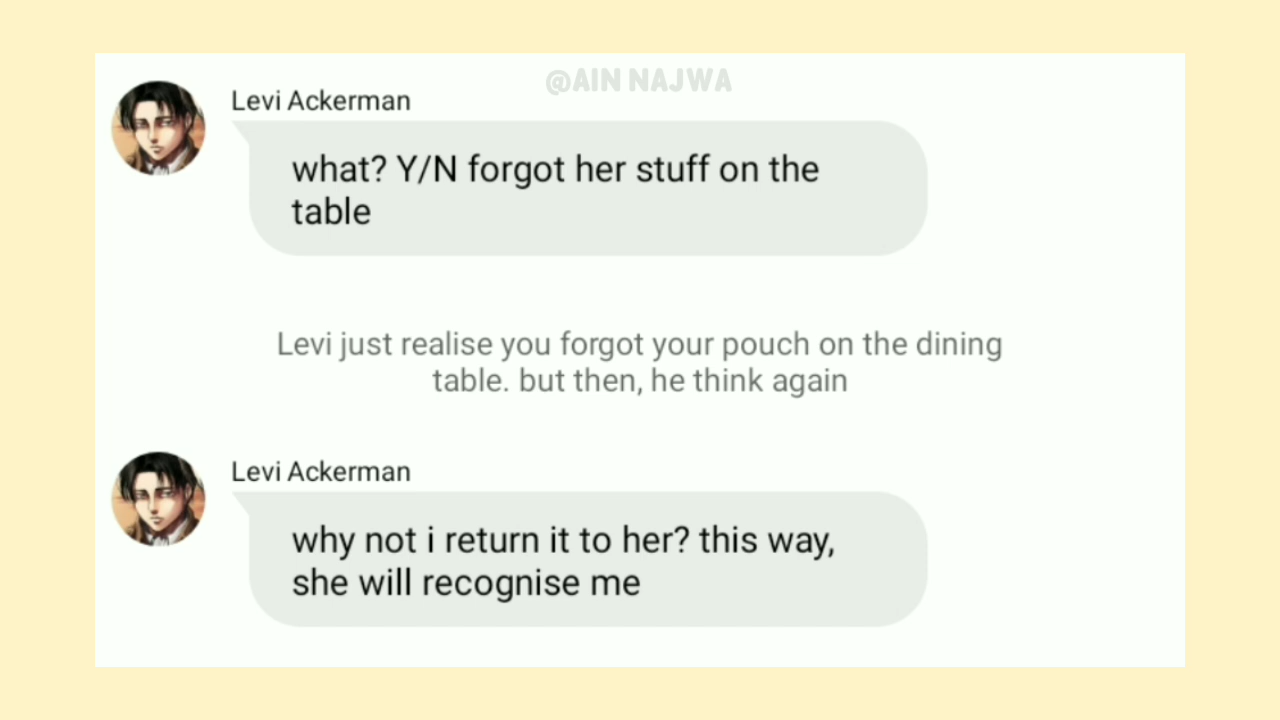 @AIN NAJWA
Levi Ackerman
what? Y/N forgot her stuff on the
table
Levi just realise you forgot your pouch on the dining
table. but then, he think again
Levi Ackerman
why not i return it to her? this way,
she will recognise me